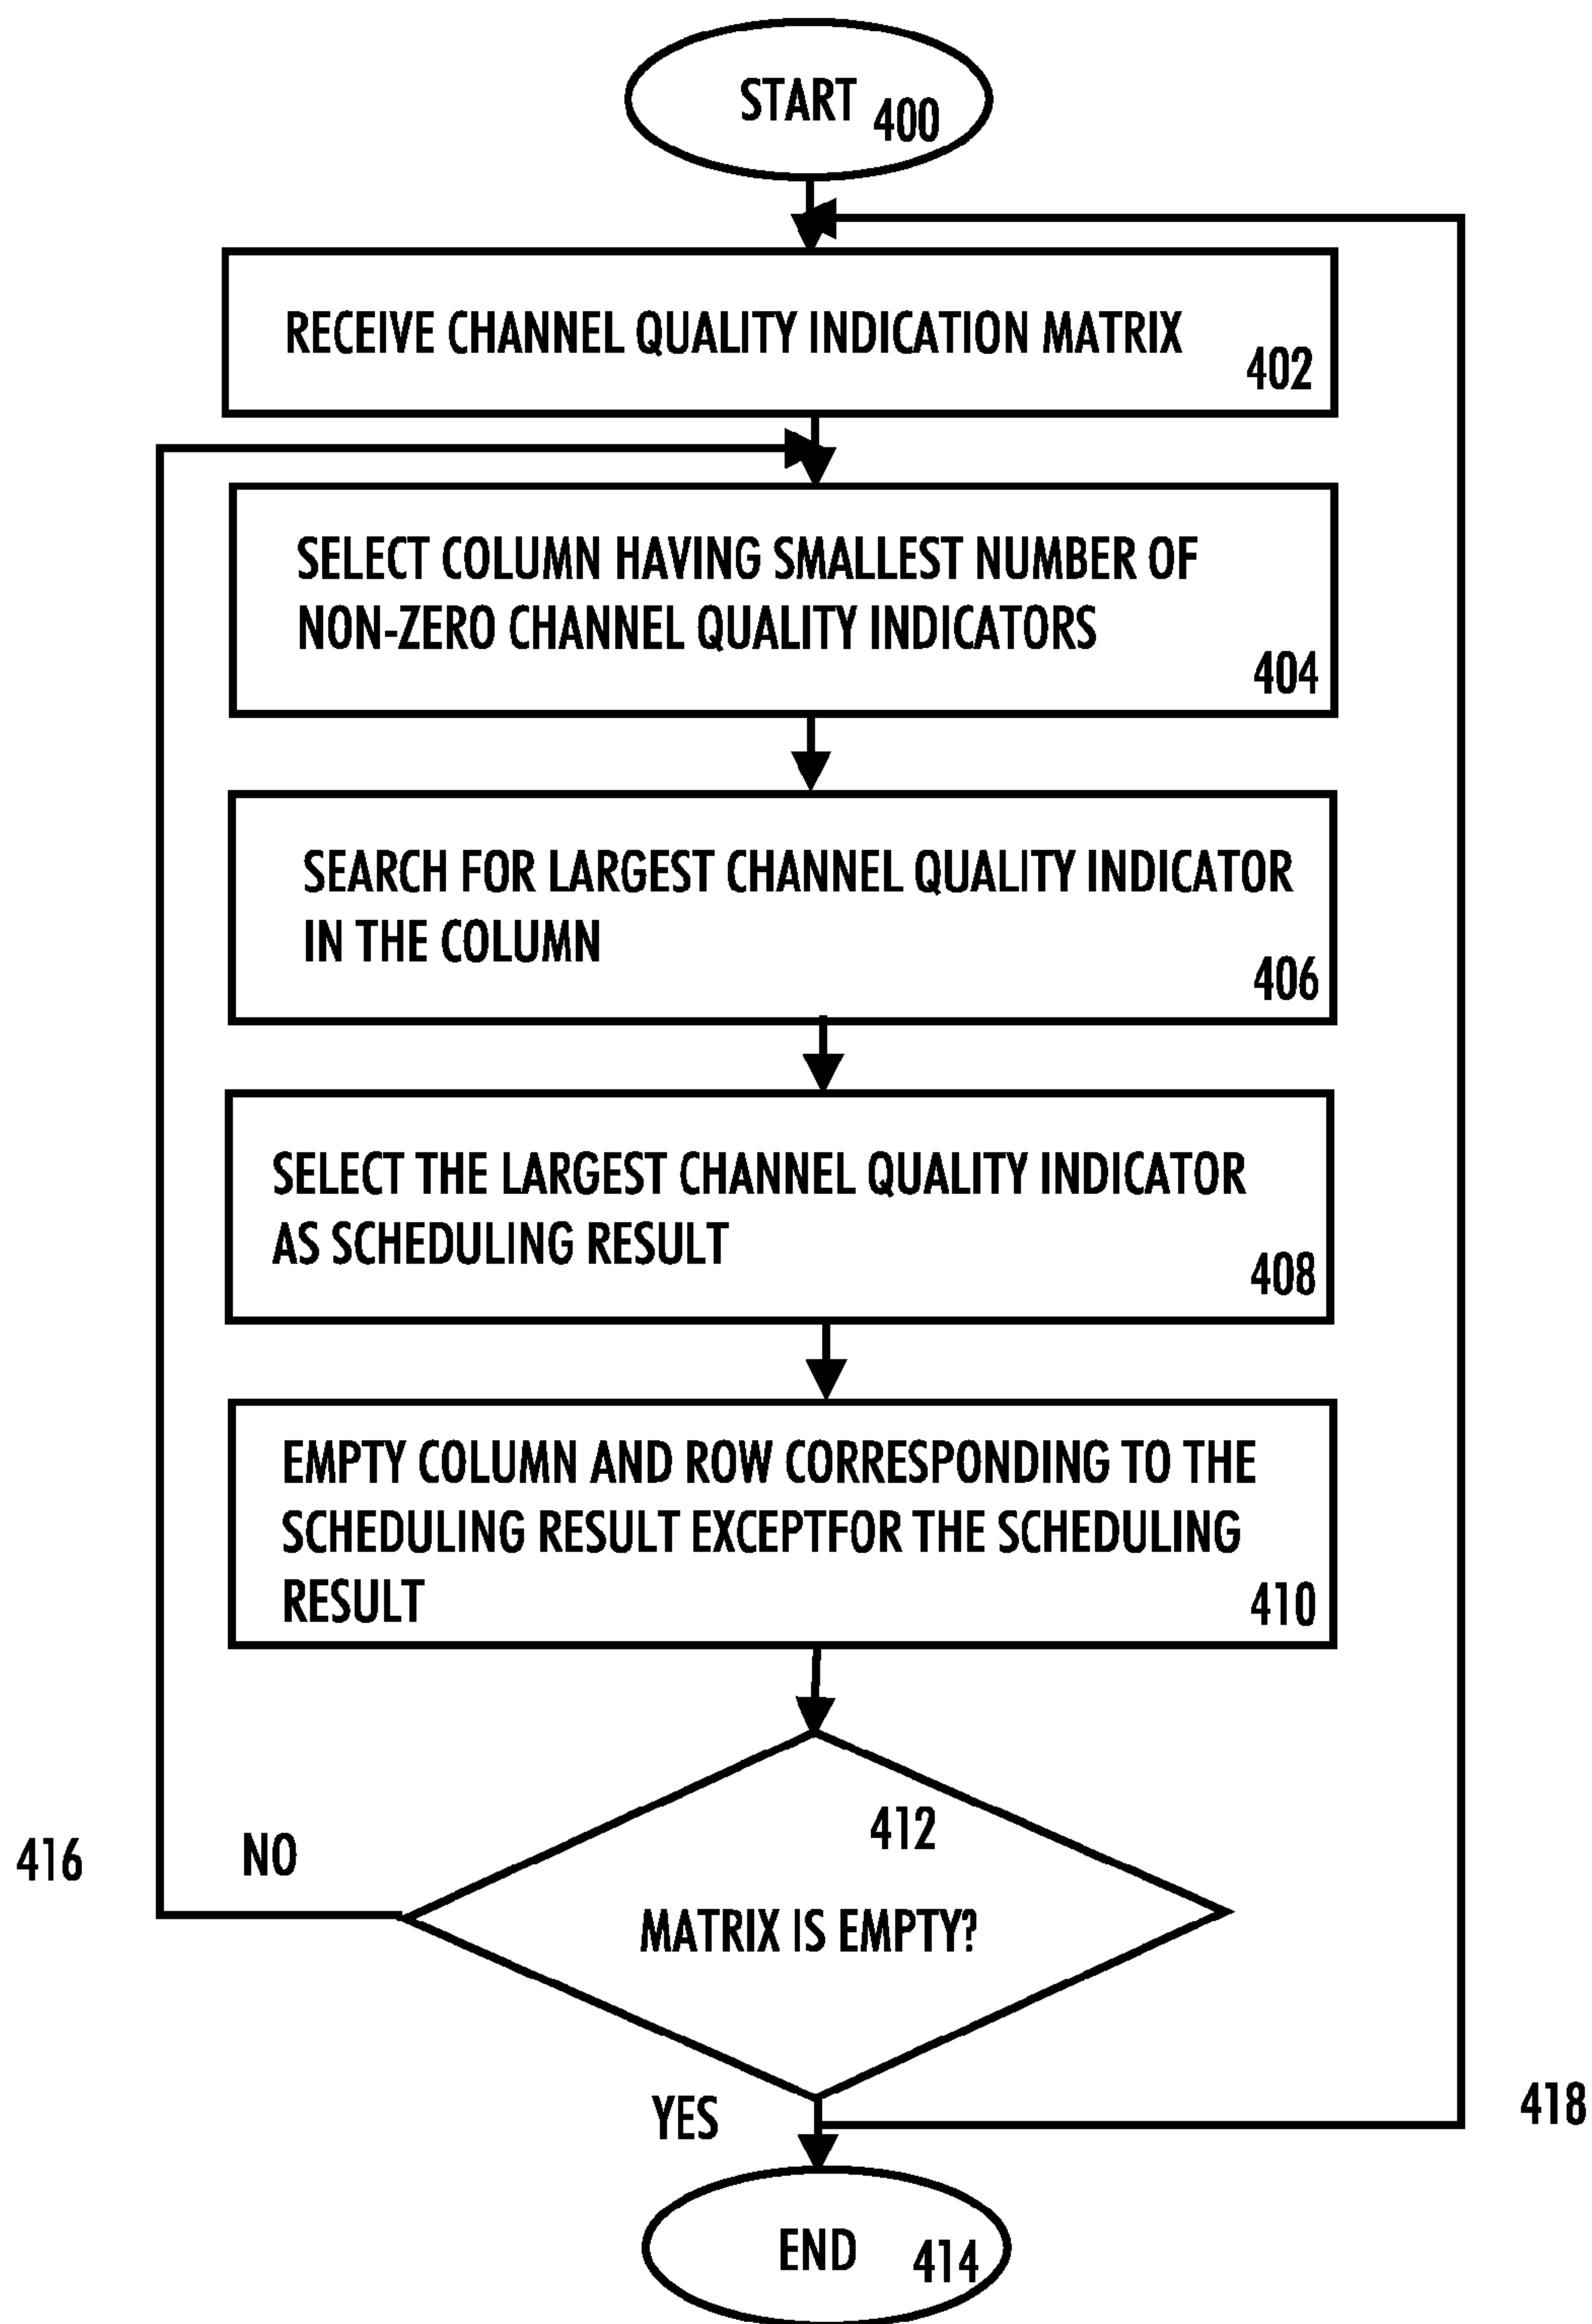 START 400
RECEIVE CHANNEL QUALITY INDICATION MATRIX
402
SELECT COLUMN HAVING SMALLEST NUMBER OF
NON-ZERO CHANNEL QUALITY INDICATORS
404
SEARCH FOR LARGEST CHANNEL QUALITY INDICATOR
IN THE COLUMN
406
SELECT THE LARGEST CHANNEL QUALITY INDICATOR
AS SCHEDULING RESULT
408
EMPTY COLUMN AND ROW CORRESPONDING TO THE
SCHEDULING RESULT EXCEPTFOR THE SCHEDULING
RESULT
410
412
416
NO
MATRIX IS EMPTY?
YES
418
END 414